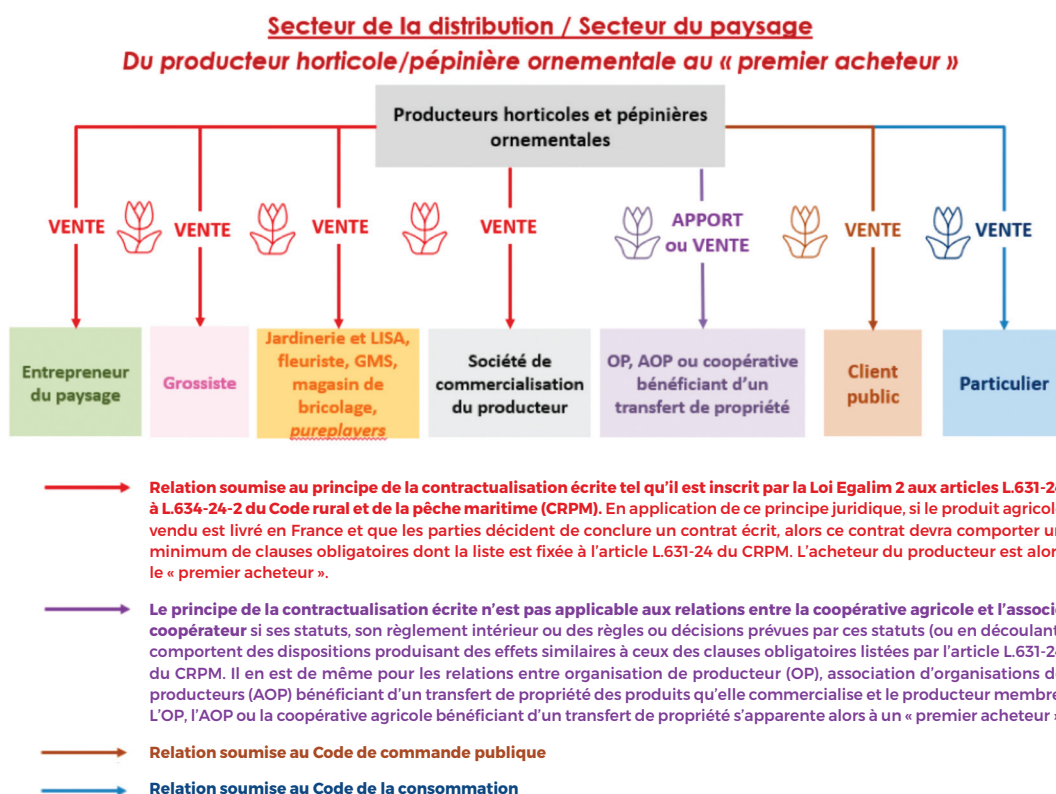 Secteur de la distribution / Secteur du paysage
Du producteur horticole/pépinière ornementale au « premier acheteur »
Producteurs horticoles et pépinières
ornementales
VENTE
VENTE
VENTE
VENTE
APPORT
ou VENTE
VENTE
VENTE
Entrepreneur
du paysage
Grossiste
Jardinerie et LISA,
fleuriste, GMS,
magasin de
bricolage,
pureplayers
Société de
commercialisation
du producteur
OP, AOP ou coopérative
bénéficiant d'un
transfert de propriété
Client
public
Particulier
Relation soumise au principe de la contractualisation écrite tel qu'il est inscrit par la Loi Egalim 2 aux articles L.631-24
à L.634-24-2 du Code rural et de la pêche maritime (CRPM). En application de ce principe juridique, si le produit agricole
vendu est livré en France et que les parties décident de conclure un contrat écrit, alors ce contrat devra comporter un
minimum de clauses obligatoires dont la liste est fixée à l'article L.631-24 du CRPM. L'acheteur du producteur est alors
le « premier acheteur ».
Le principe de la contractualisation écrite n'est pas applicable aux relations entre la coopérative agricole et l'associé
coopérateur si ses statuts, son règlement intérieur ou des règles ou décisions prévues par ces statuts (ou en découlant)
comportent des dispositions produisant des effets similaires à ceux des clauses obligatoires listées par l'article L.631-24
du CRPM. Il en est de même pour les relations entre organisation de producteur (OP), association d'organisations de
producteurs (AOP) bénéficiant d'un transfert de propriété des produits qu'elle commercialise et le producteur membre.
L'OP, l'AOP ou la coopérative agricole bénéficiant d'un transfert de propriété s'apparente alors à un « premier acheteur »
Relation soumise au Code de commande publique
Relation soumise au Code de la consommation